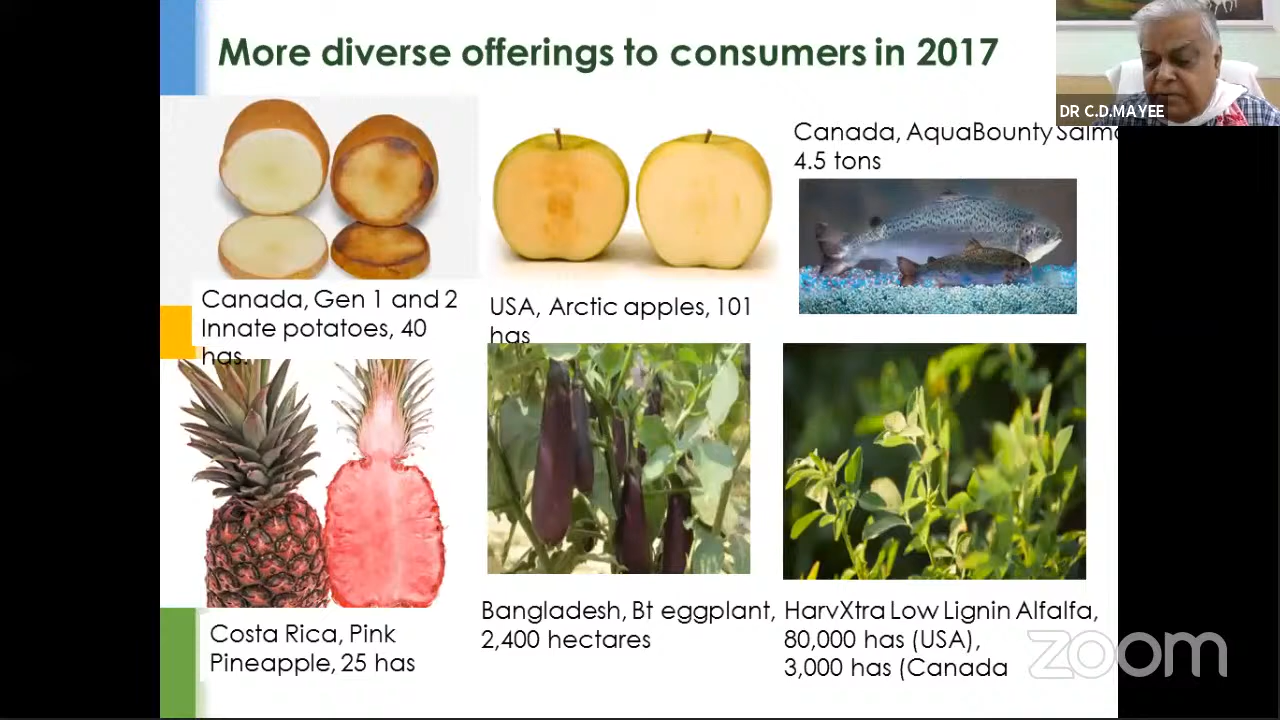 More diverse offerings to consumers in 2017
DR C.D.MAYEE
Canada, Gen 1 and 2
Innate potatoes, 40
has.
USA, Arctic apples, 101
has
Canada, AquaBounty
4.5 tons
Costa Rica, Pink
Pineapple, 25 has
Bangladesh, Bt eggplant,
2,400 hectares
HarvXtra Low Lignin Alfalfa,
80,000 has (USA),
3,000 has (Canada
zoom